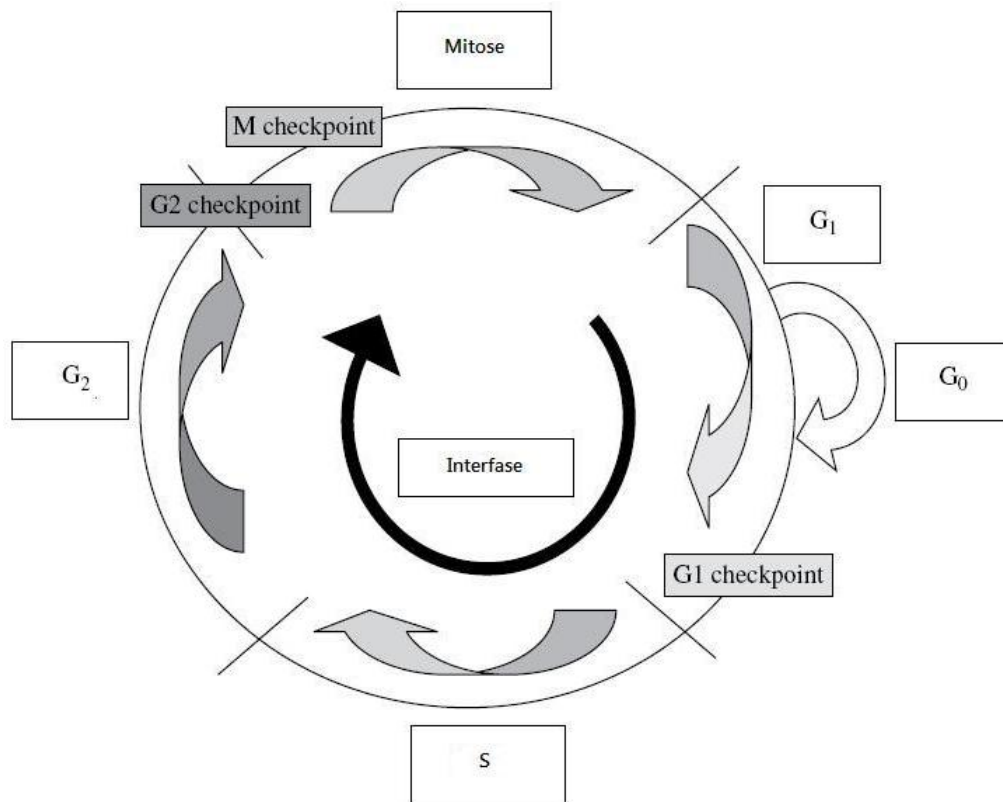 Mitose
M checkpoint
G2 checkpoint
G₁
G₂
G₀
Interfase
G1 checkpoint
S